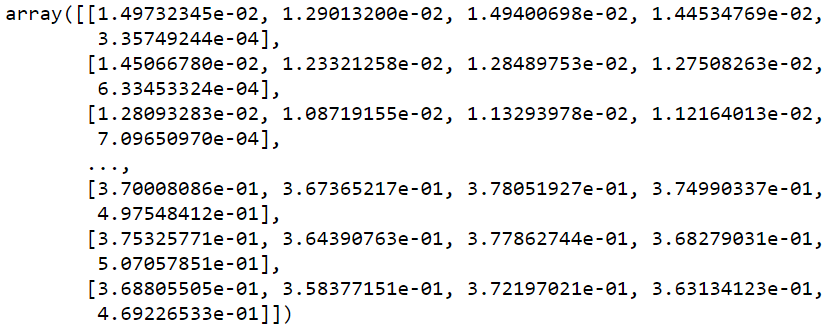 array([[1.49732345e-02, 1.29013200e-02, 1.49400698e-02, 1.44534769e-02,
3.35749244e-04],
[1.45066780e-02, 1.23321258e-02, 1.28489753e-02, 1.27508263e-02,
6.33453324e-04],
[1.28093283e-02, 1.08719155e-02, 1.13293978e-02, 1.12164013e-02,
7.09650970e-04],
...,
[3.70008086e-01, 3.67365217e-01, 3.78051927e-01, 3.74990337e-01,
4.97548412e-01],
[3.75325771e-01, 3.64390763e-01, 3.77862744e-01, 3.68279031e-01,
5.07057851e-01],
[3.68805505e-01, 3.58377151e-01, 3.72197021e-01, 3.63134123e-01,
4.69226533e-01]])